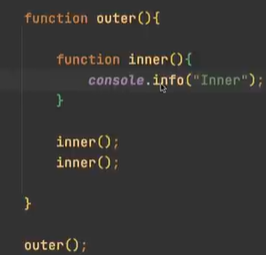 function outer(){
function inner(){
console.info("Inner");
}
inner();
inner();
}
outer();